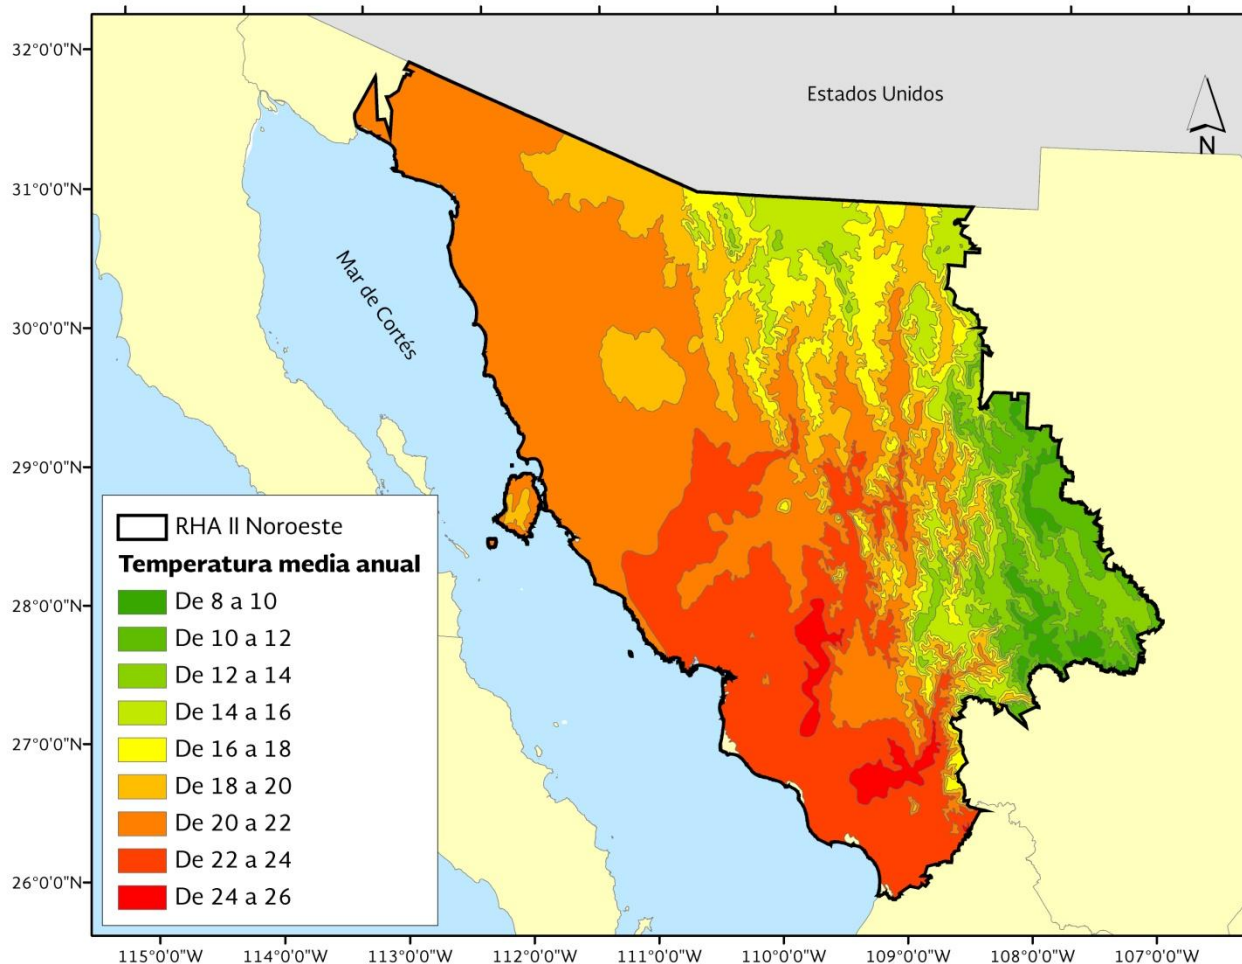 32°0'0"N
31°0'0"N
30°0'0"N
29°0'0"N
28°0'0"N
27°0'0"N
26°0'0"N
Estados Unidos
N
Mar de Cortés
RHA II Noroeste
Temperatura media anual
De 8 a 10
De 10 a 12
De 12 a 14
De 14 a 16
De 16 a 18
De 18 a 20
De 20 a 22
De 22 a 24
De 24 a 26
115°0'0"W
114°0'0"W
112°0'0"W
111°0'0"W
110°0'0"W
109°0'0"W
108°0'0"W
107°0'0"W